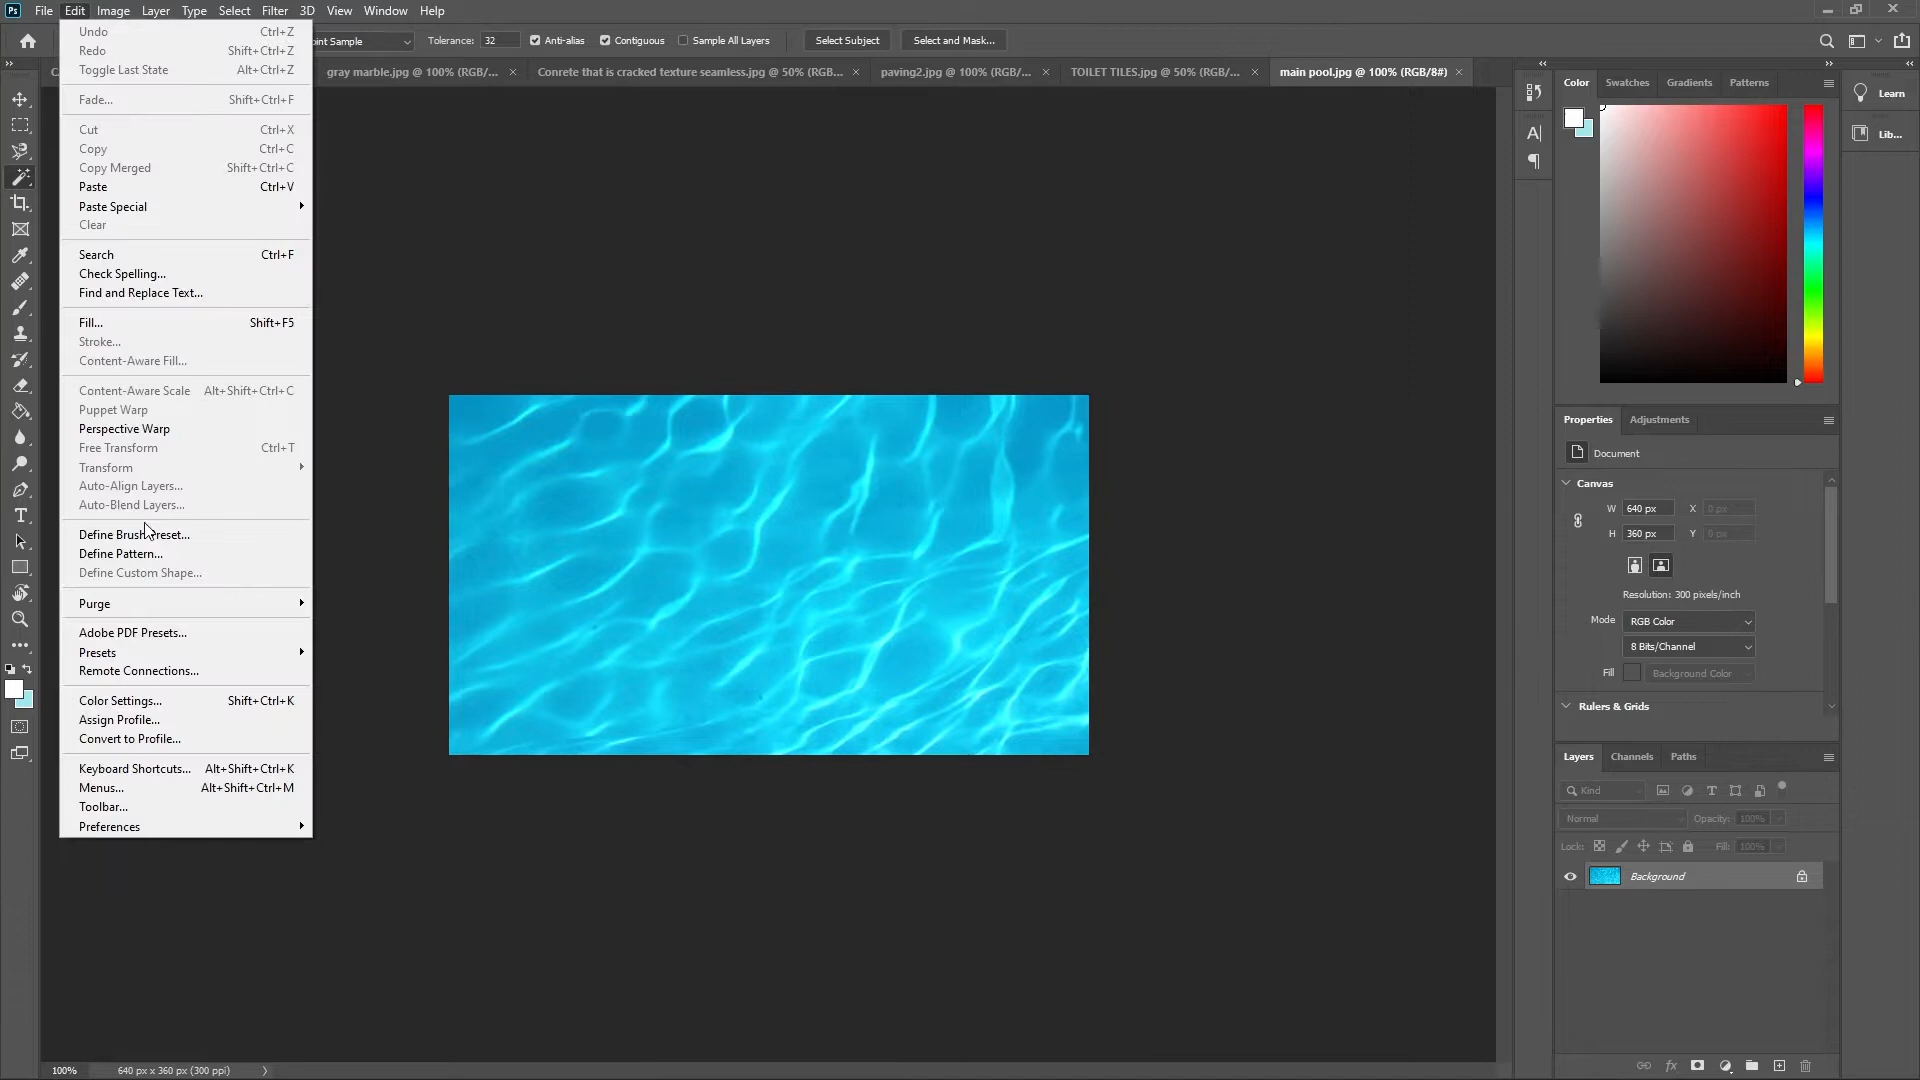 Ps File Edit Image Layer Type Select Filter 3D View Window Help
oint Sample Tolerance: 32 Anti-alias Contiguous Sample All Layers Select Subject Select and Mask...
gray marble.jpg @ 100% (RGB/... Conrete that is cracked texture seamless.jpg @ 50% (RGB... paving2.jpg @ 100% (RGB/... TOILET TILES.jpg @ 50% (RGB/... main pool.jpg @ 100% (RGB/8#)
Undo Ctrl+Z
Redo Shift+Ctrl+Z
Toggle Last State Alt+Ctrl+Z
Fade... Shift+Ctrl+F
Cut Ctrl+X
Copy Ctrl+C
Copy Merged Shift+Ctrl+C
Paste Ctrl+V
Paste Special
Clear
Search Ctrl+F
Check Spelling...
Find and Replace Text...
Fill... Shift+F5
Stroke...
Content-Aware Fill...
Content-Aware Scale Alt+Shift+Ctrl+C
Puppet Warp
Perspective Warp
Free Transform Ctrl+T
Transform
Auto-Align Layers...
Auto-Blend Layers...
Define Brush Preset...
Define Pattern...
Define Custom Shape...
Purge
Adobe PDF Presets...
Presets
Remote Connections...
Color Settings... Shift+Ctrl+K
Assign Profile...
Convert to Profile...
Keyboard Shortcuts... Alt+Shift+Ctrl+K
Menus... Alt+Shift+Ctrl+M
Toolbar...
Preferences
Color Swatches Gradients Patterns
Learn
Lib...
Properties Adjustments
Document
Canvas
W 640 px X 0 px
H 360 px Y 0 px
Resolution: 300 pixels/inch
Mode RGB Color
8 Bits/Channel
Fill Background Color
Rulers & Grids
Layers Channels Paths
Kind
Normal Opacity: 100%
Lock: Fill: 100%
Background
100% 640 px x 360 px (300 ppi)